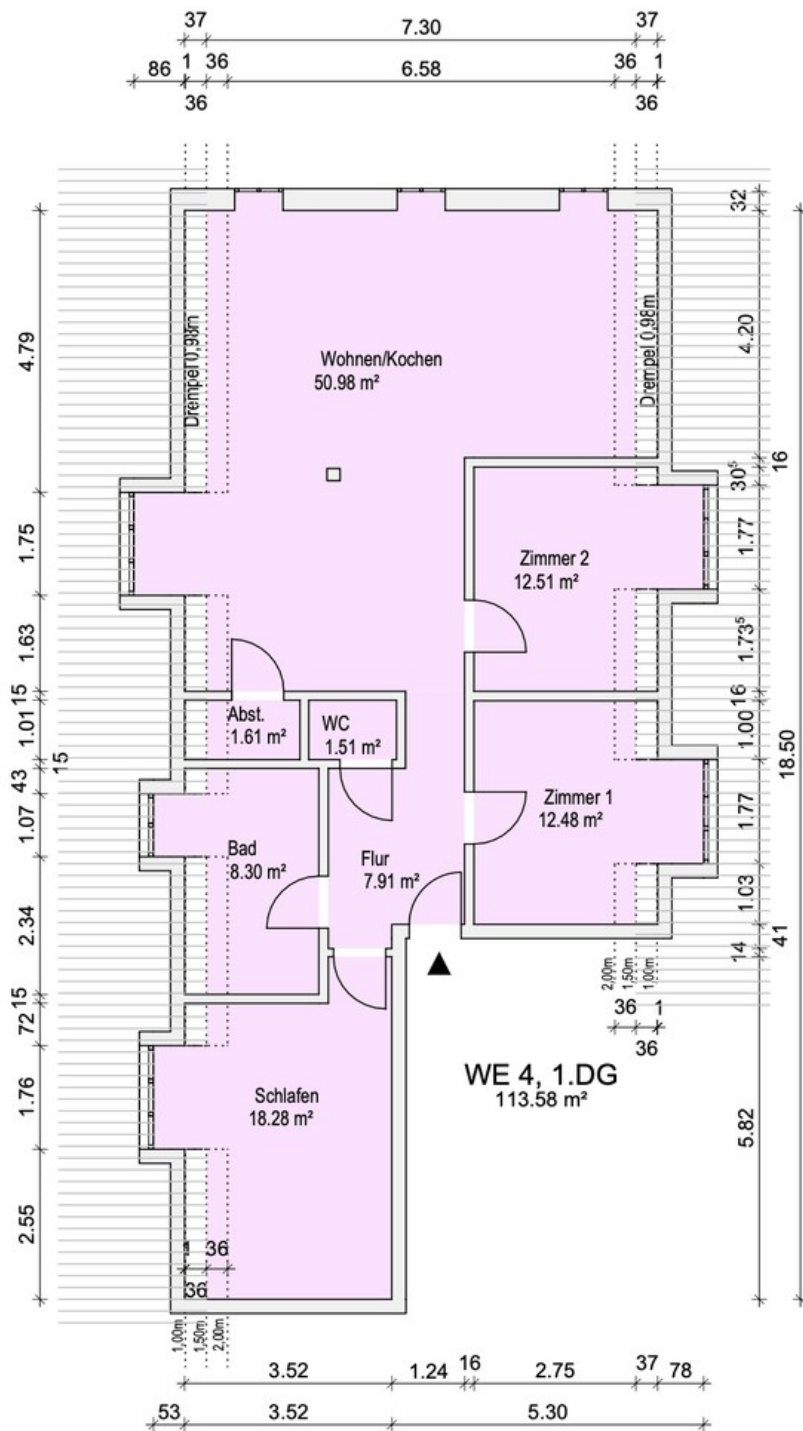 37 7.30 37
86 1 36 6.58 36 1
36 36
32
4.79
Drempel 0,98m
Drempel 0,98m
4.20
Wohnen/Kochen
50.98 m²
16
30⁵
1.75
1.77
Zimmer 2
12.51 m²
1.63
1.73⁵
15
16
Abst.
1.61 m²
WC
1.51 m²
1.01
1.00
15
18.50
43
1.07
Zimmer 1
12.48 m²
1.77
Bad
8.30 m²
Flur
7.91 m²
2.34
1.03
41
14
2,00m
1,50m
1,00m
15
72
36 1
36
WE 4, 1.DG
113.58 m²
Schlafen
18.28 m²
1.76
5.82
2.55
1 36
36
1,00m
1,50m
2,00m
3.52 1.24 16 2.75 37 78
53 3.52 5.30